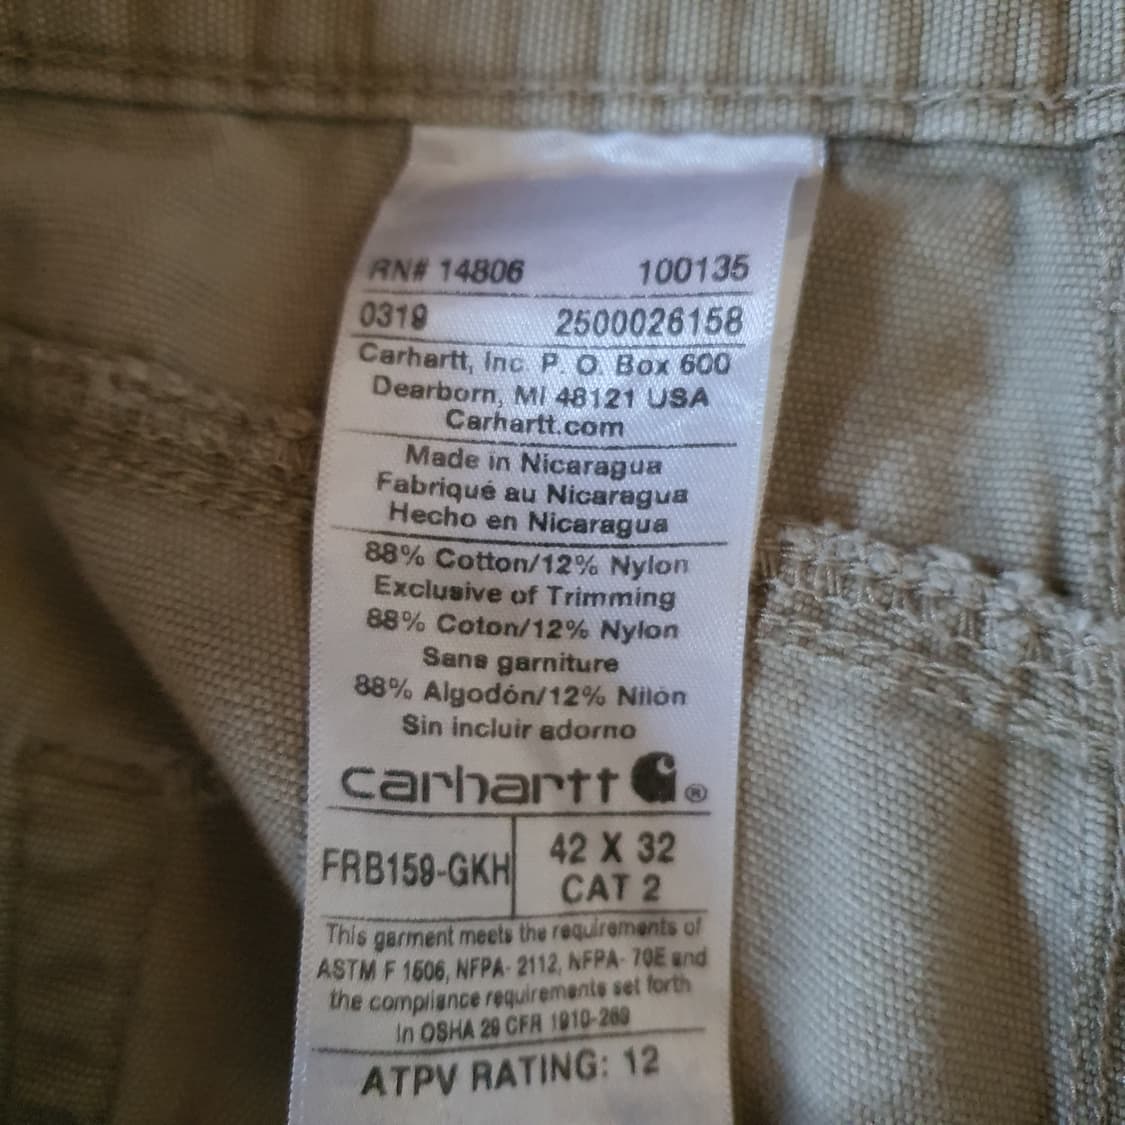 RN# 14806 100135
0319 2500026158
Carhartt, Inc P. O. Box 600
Dearborn, MI 48121 USA
Carhartt.com
Made in Nicaragua
Fabriqué au Nicaragua
Hecho en Nicaragua
88% Cotton/12% Nylon
Exclusive of Trimming
88% Coton/12% Nylon
Sans garniture
88% Algodón/12% Nilón
Sin incluir adorno
carhartt ®
FRB159-GKH 42 X 32
CAT 2
This garment meets the requirements of
ASTM F 1506, NFPA- 2112, NFPA- 70E and
the compliance requirements set forth
in OSHA 29 CFR 1910-269
ATPV RATING: 12